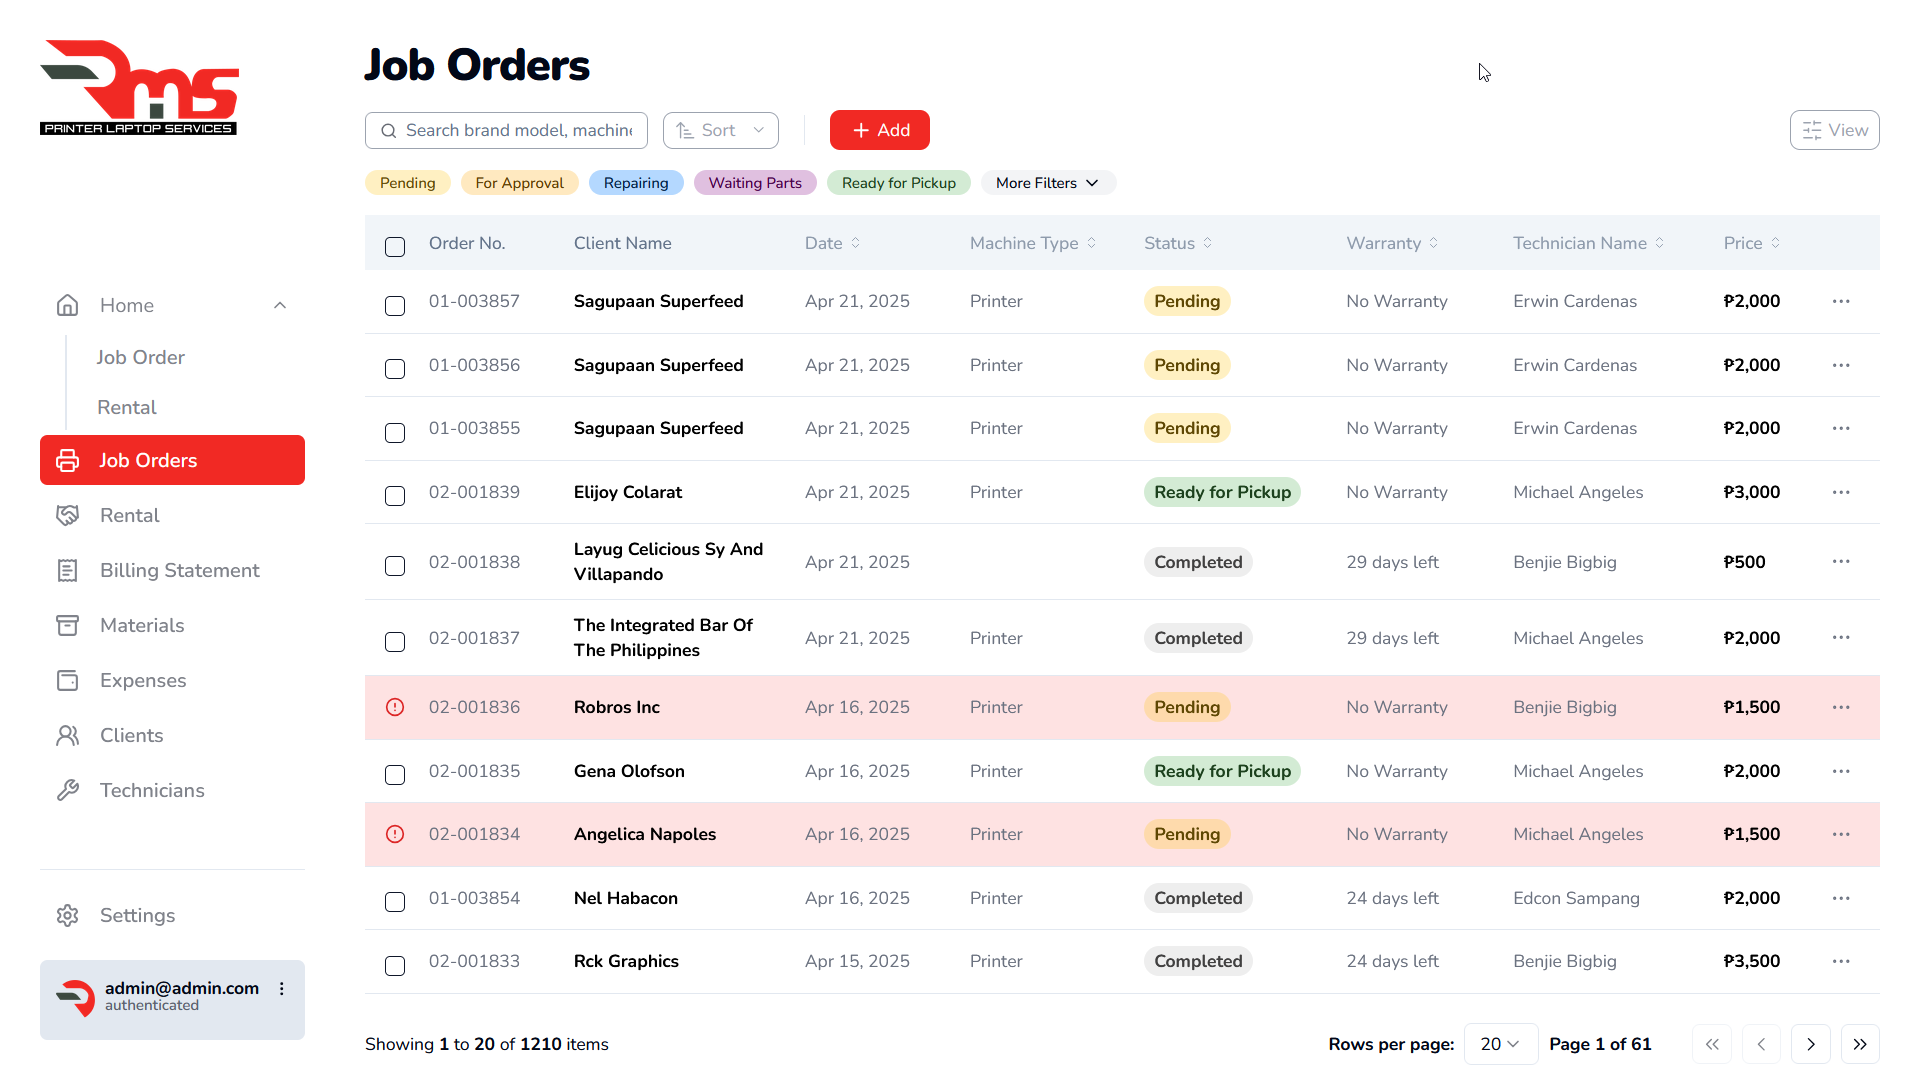 Rms
PRINTER LAPTOP SERVICES
Home
Job Order
Rental
Job Orders
Rental
Billing Statement
Materials
Expenses
Clients
Technicians
Settings
admin@admin.com
authenticated
Job Orders
Search brand model, machine
Sort
Add
View
Pending For Approval Repairing Waiting Parts Ready for Pickup More Filters
Order No. Client Name Date Machine Type Status Warranty Technician Name Price
01-003857 Sagupaan Superfeed Apr 21, 2025 Printer Pending No Warranty Erwin Cardenas ₱2,000
01-003856 Sagupaan Superfeed Apr 21, 2025 Printer Pending No Warranty Erwin Cardenas ₱2,000
01-003855 Sagupaan Superfeed Apr 21, 2025 Printer Pending No Warranty Erwin Cardenas ₱2,000
02-001839 Elijoy Colarat Apr 21, 2025 Printer Ready for Pickup No Warranty Michael Angeles ₱3,000
02-001838 Layug Celicious Sy And
Villapando Apr 21, 2025 Completed 29 days left Benjie Bigbig ₱500
02-001837 The Integrated Bar Of
The Philippines Apr 21, 2025 Printer Completed 29 days left Michael Angeles ₱2,000
02-001836 Robros Inc Apr 16, 2025 Printer Pending No Warranty Benjie Bigbig ₱1,500
02-001835 Gena Olofson Apr 16, 2025 Printer Ready for Pickup No Warranty Michael Angeles ₱2,000
02-001834 Angelica Napoles Apr 16, 2025 Printer Pending No Warranty Michael Angeles ₱1,500
01-003854 Nel Habacon Apr 16, 2025 Printer Completed 24 days left Edcon Sampang ₱2,000
02-001833 Rck Graphics Apr 15, 2025 Printer Completed 24 days left Benjie Bigbig ₱3,500
Showing 1 to 20 of 1210 items
Rows per page: 20 Page 1 of 61